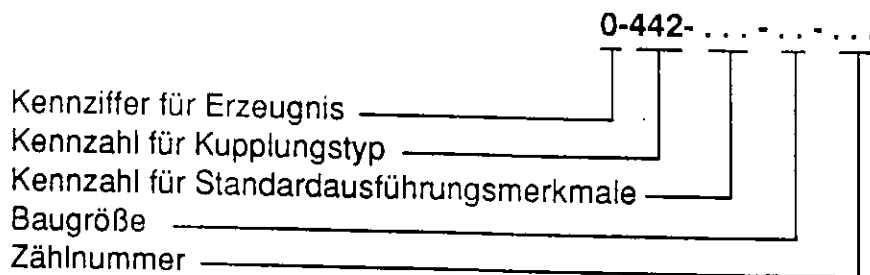 0-442- . . . - . . - . . .
Kennziffer für Erzeugnis
Kennzahl für Kupplungstyp
Kennzahl für Standardausführungsmerkmale
Baugröße
Zählnummer